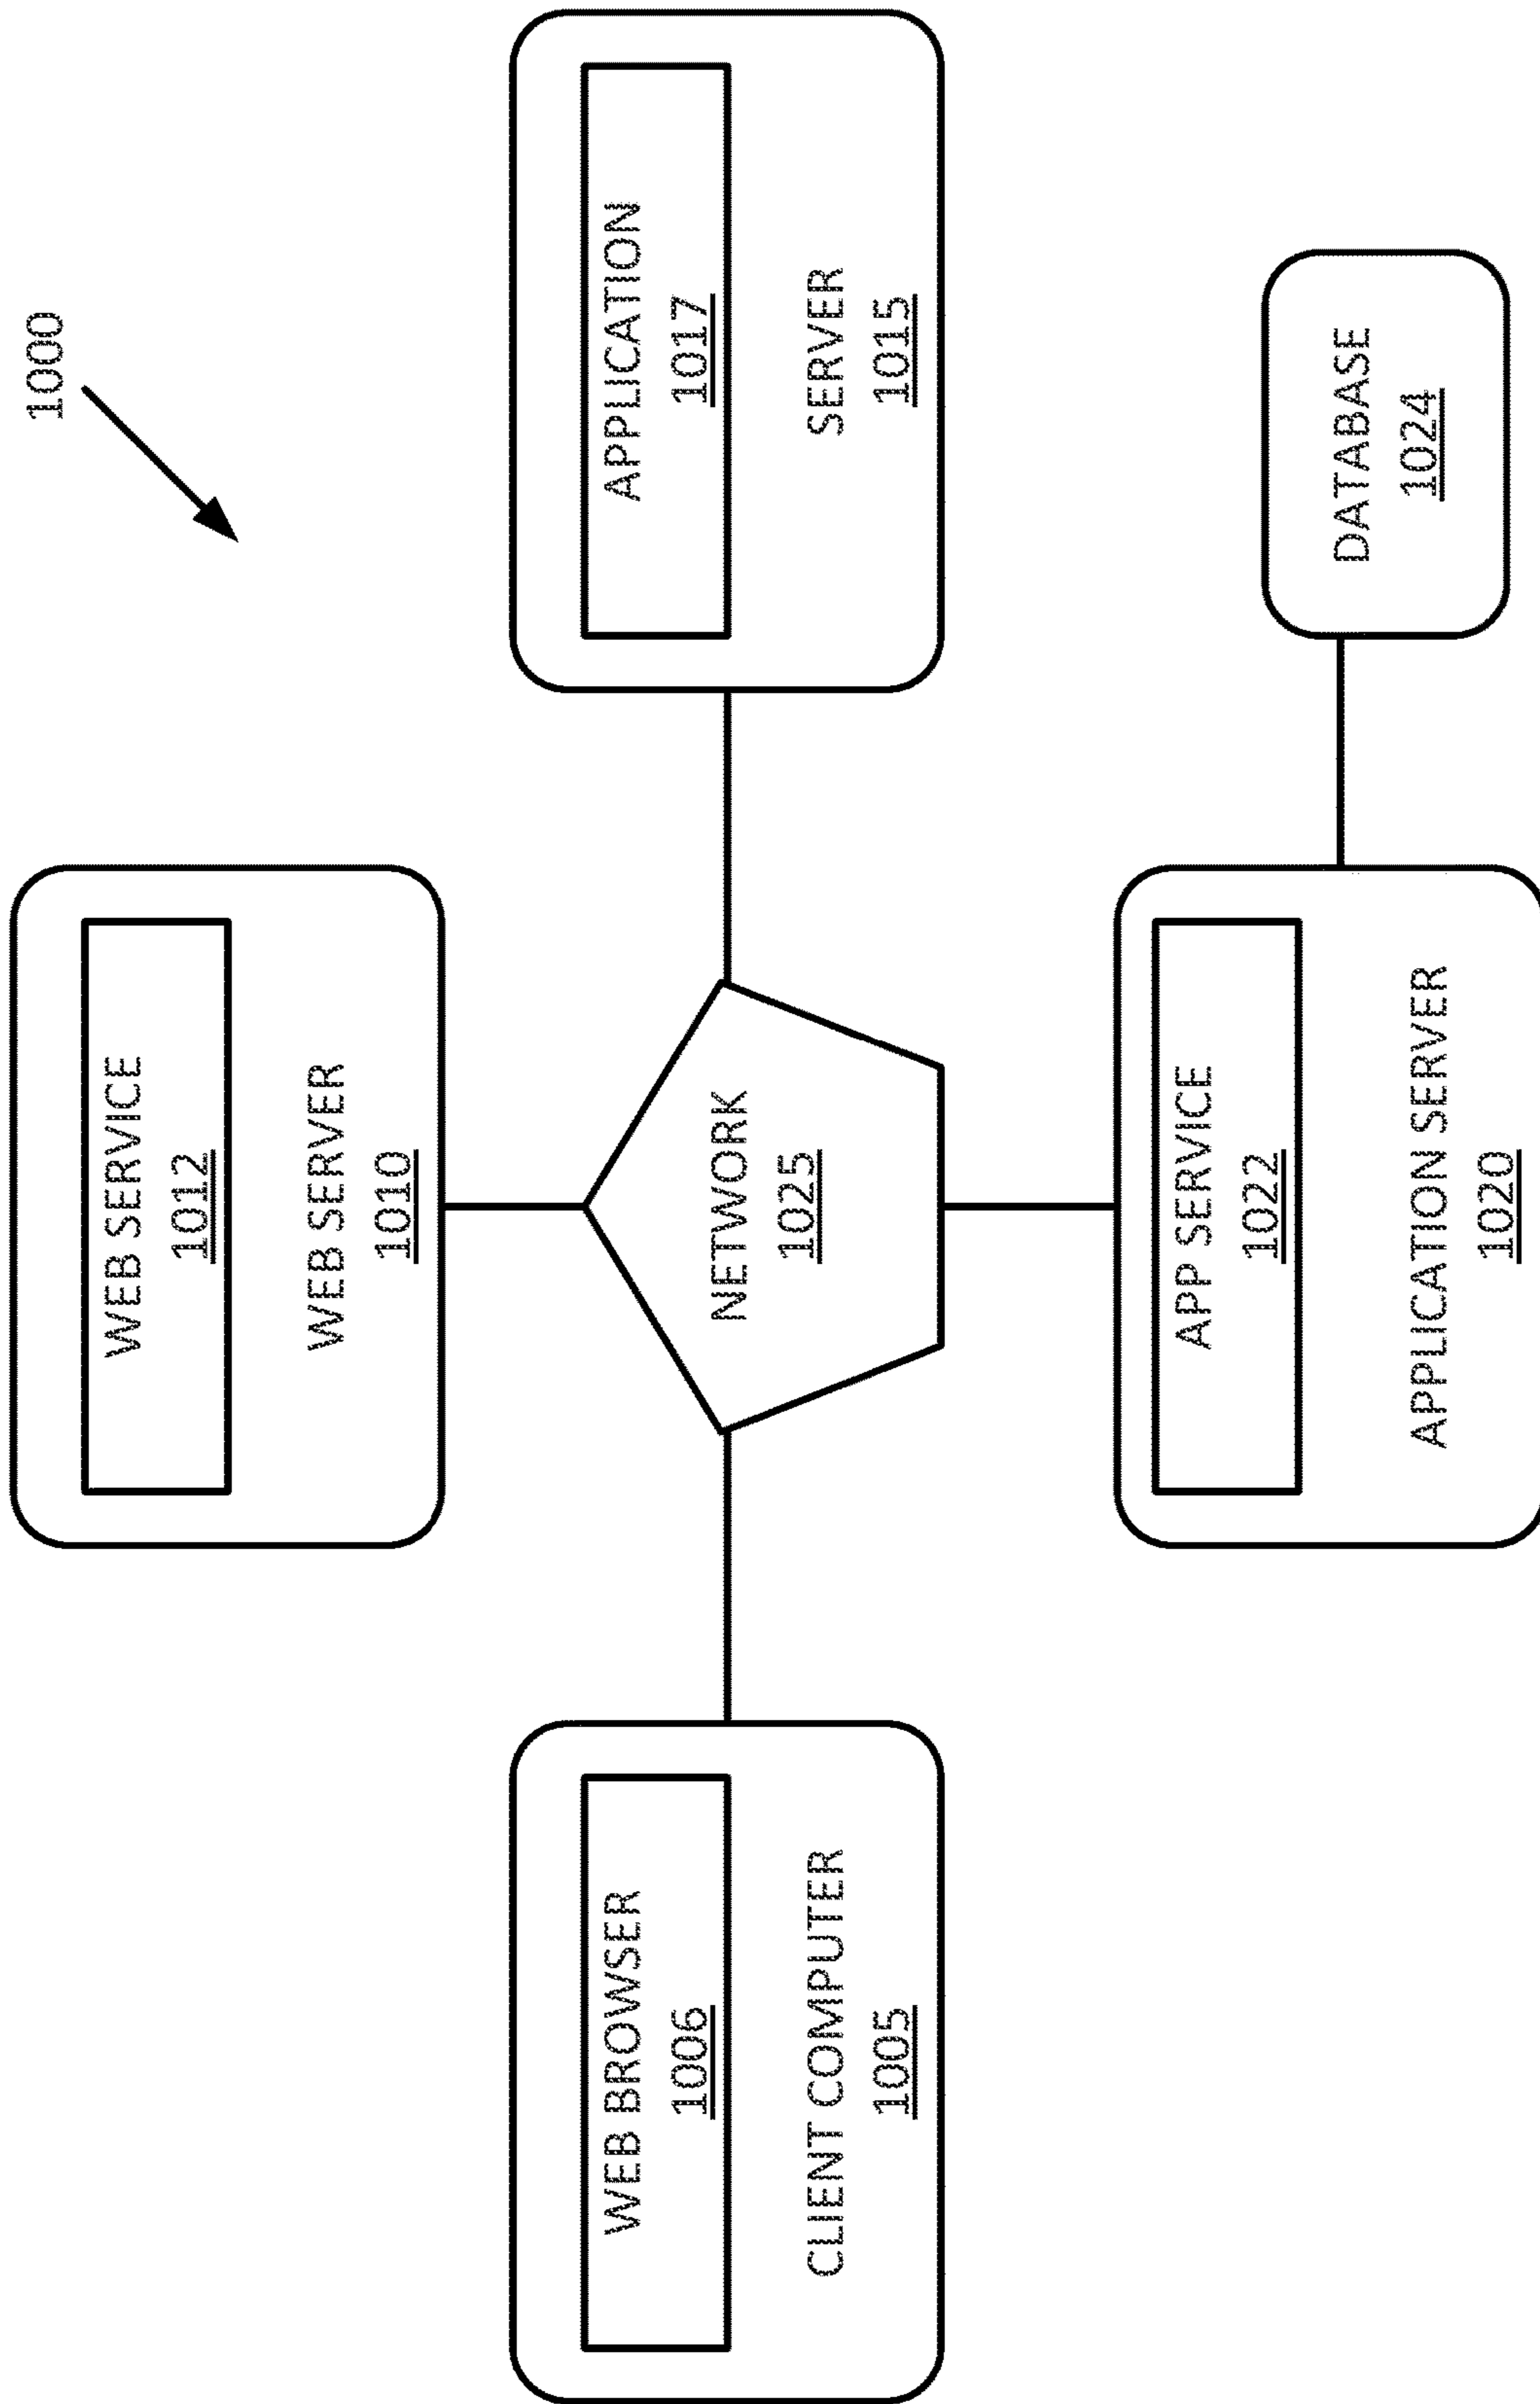 1000
WEB SERVICE
1012
WEB SERVER
1010
WEB BROWSER
1006
CLIENT COMPUTER
1005
NETWORK
1025
APPLICATION
1017
SERVER
1015
APP SERVICE
1022
APPLICATION SERVER
1020
DATABASE
1024